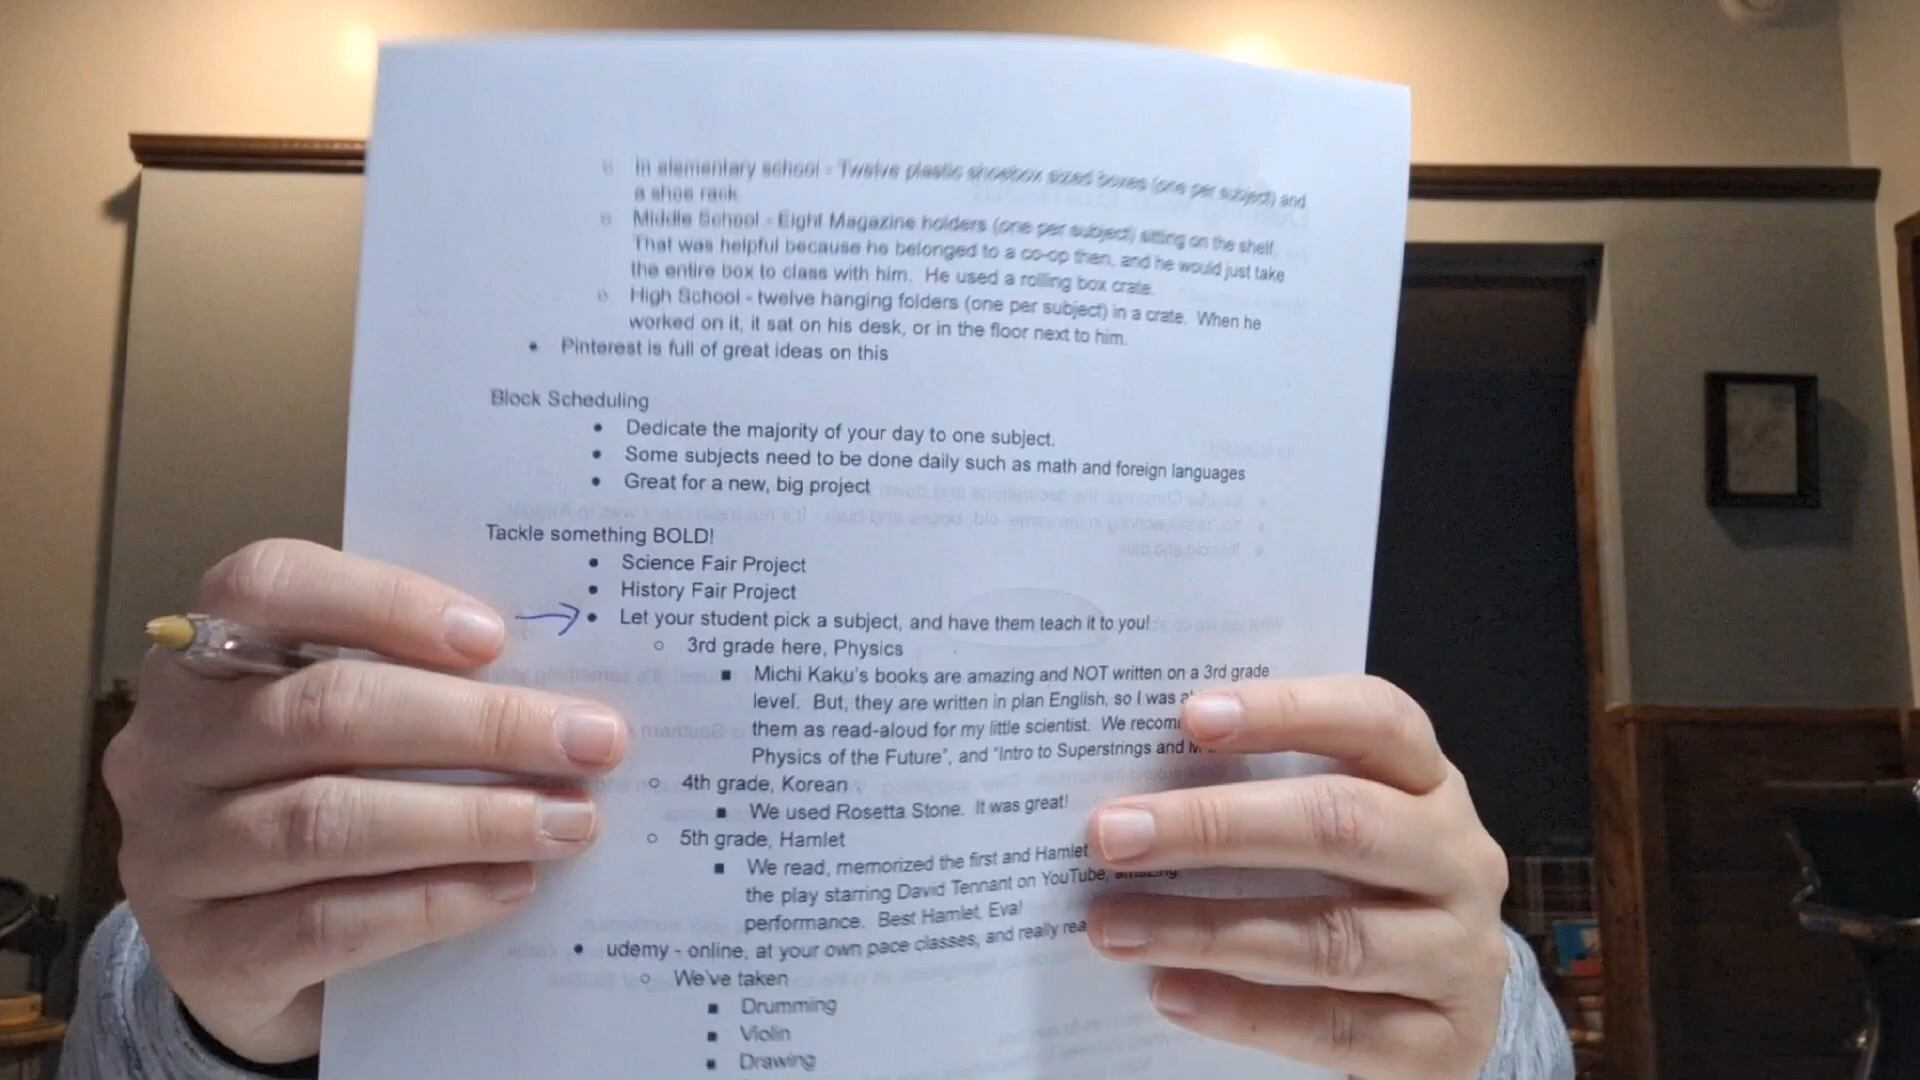 ○ In elementary school - Twelve plastic shoebox sized boxes (one per subject) and
a shoe rack
○ Middle School - Eight Magazine holders (one per subject) sitting on the shelf.
That was helpful because he belonged to a co-op then, and he would just take
the entire box to class with him. He used a rolling box crate.
○ High School - twelve hanging folders (one per subject) in a crate. When he
worked on it, it sat on his desk, or in the floor next to him.
● Pinterest is full of great ideas on this
Block Scheduling
● Dedicate the majority of your day to one subject.
● Some subjects need to be done daily such as math and foreign languages
● Great for a new, big project
Tackle something BOLD!
● Science Fair Project
● History Fair Project
● Let your student pick a subject, and have them teach it to you!
○ 3rd grade here, Physics
■ Michi Kaku's books are amazing and NOT written on a 3rd grade
level. But, they are written in plan English, so I was
them as read-aloud for my little scientist. We
Physics of the Future", and "Intro to Superstrings and
○ 4th grade, Korean
■ We used Rosetta Stone. It was great!
○ 5th grade, Hamlet
■ We read, memorized the first and Hamlet
the play starring David Tennant on YouTube, amazing
performance. Best Hamlet, Eva!
● udemy - online, at your own pace classes, and really
○ We've taken
■ Drumming
■ Violin
■ Drawing